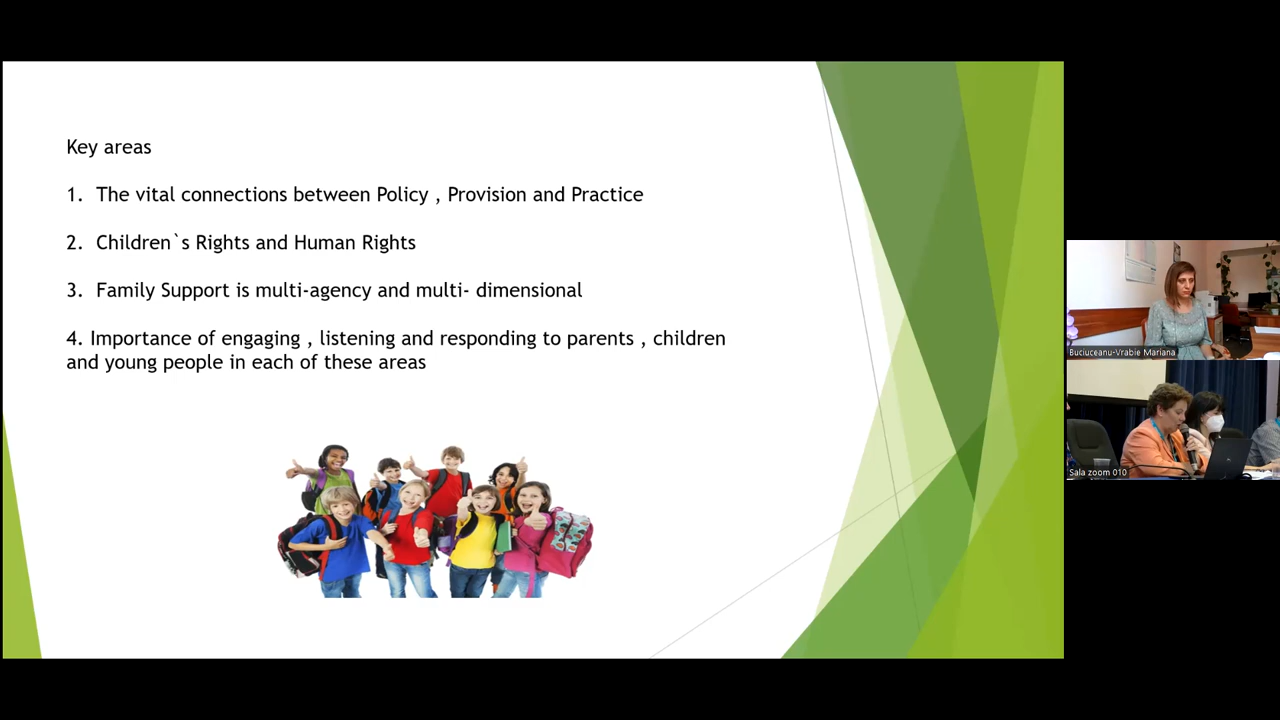 Key areas
1. The vital connections between Policy , Provision and Practice
2. Children`s Rights and Human Rights
3. Family Support is multi-agency and multi- dimensional
4. Importance of engaging , listening and responding to parents , children
and young people in each of these areas
Buciuceanu-Vrabie Mariana
Sala zoom 010